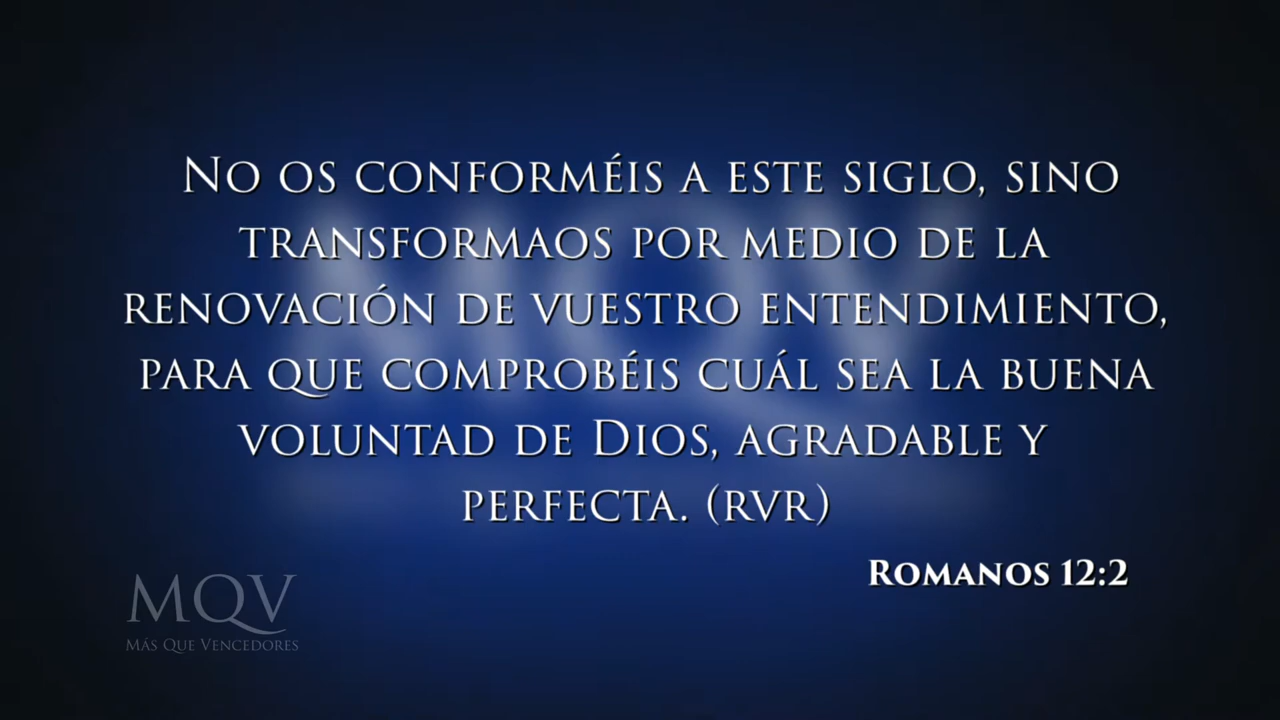 No os conforméis a este siglo, sino
transformaos por medio de la
renovación de vuestro entendimiento,
para que comprobéis cuál sea la buena
voluntad de Dios, agradable y
perfecta. (rvr)
Romanos 12:2
MQV
Más Que Vencedores